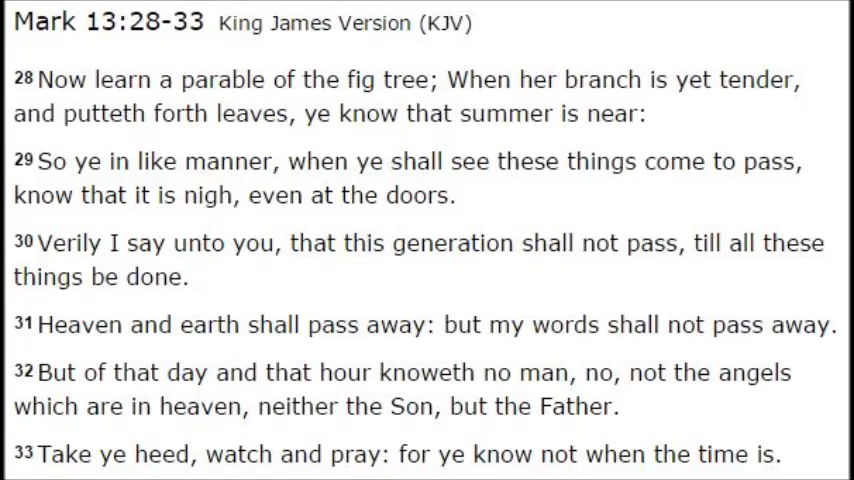 Mark 13:28-33 King James Version (KJV)
28 Now learn a parable of the fig tree; When her branch is yet tender,
and putteth forth leaves, ye know that summer is near:
29 So ye in like manner, when ye shall see these things come to pass,
know that it is nigh, even at the doors.
30 Verily I say unto you, that this generation shall not pass, till all these
things be done.
31 Heaven and earth shall pass away: but my words shall not pass away.
32 But of that day and that hour knoweth no man, no, not the angels
which are in heaven, neither the Son, but the Father.
33 Take ye heed, watch and pray: for ye know not when the time is.